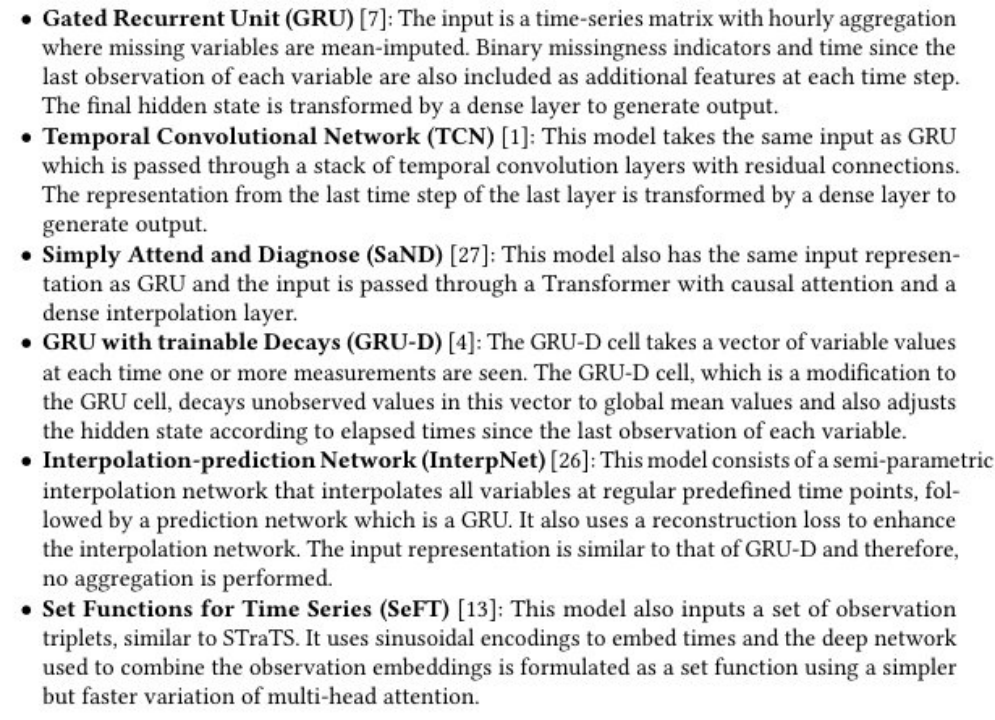 • Gated Recurrent Unit (GRU) [7]: The input is a time-series matrix with hourly aggregation
where missing variables are mean-imputed. Binary missingness indicators and time since the
last observation of each variable are also included as additional features at each time step.
The final hidden state is transformed by a dense layer to generate output.
• Temporal Convolutional Network (TCN) [1]: This model takes the same input as GRU
which is passed through a stack of temporal convolution layers with residual connections.
The representation from the last time step of the last layer is transformed by a dense layer to
generate output.
• Simply Attend and Diagnose (SaND) [27]: This model also has the same input represen-
tation as GRU and the input is passed through a Transformer with causal attention and a
dense interpolation layer.
• GRU with trainable Decays (GRU-D) [4]: The GRU-D cell takes a vector of variable values
at each time one or more measurements are seen. The GRU-D cell, which is a modification to
the GRU cell, decays unobserved values in this vector to global mean values and also adjusts
the hidden state according to elapsed times since the last observation of each variable.
• Interpolation-prediction Network (InterpNet) [26]: This model consists of a semi-parametric
interpolation network that interpolates all variables at regular predefined time points, fol-
lowed by a prediction network which is a GRU. It also uses a reconstruction loss to enhance
the interpolation network. The input representation is similar to that of GRU-D and therefore,
no aggregation is performed.
• Set Functions for Time Series (SeFT) [13]: This model also inputs a set of observation
triplets, similar to STraTS. It uses sinusoidal encodings to embed times and the deep network
used to combine the observation embeddings is formulated as a set function using a simpler
but faster variation of multi-head attention.